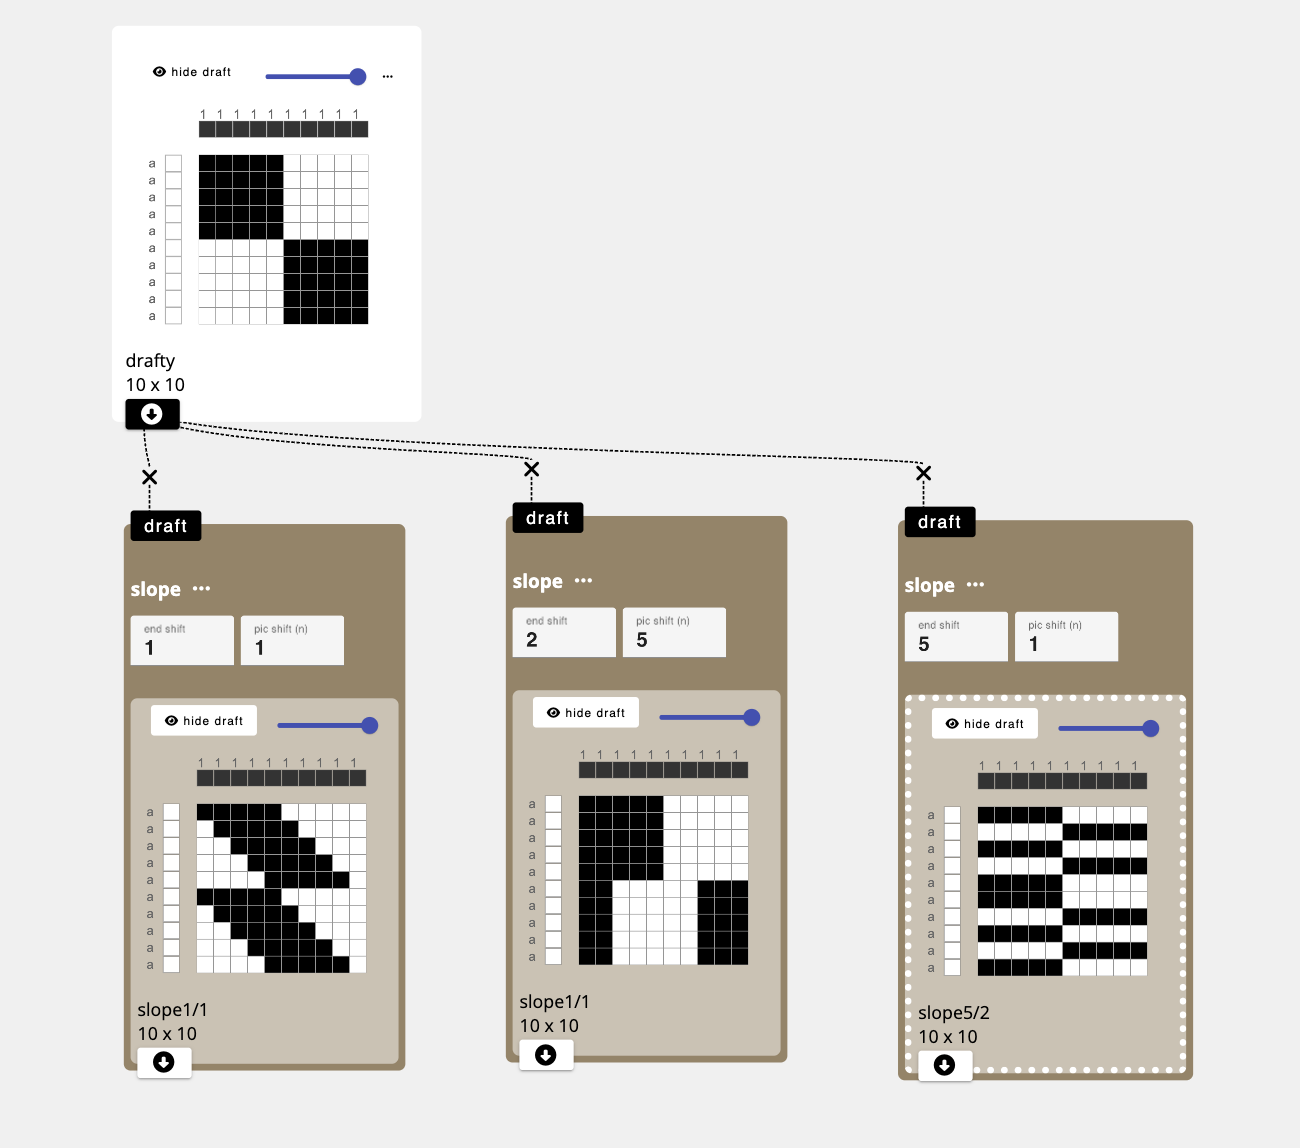 hide draft ...
1 1 1 1 1 1 1 1 1 1
a
a
a
a
a
a
a
a
a
a
drafty
10 x 10
draft
slope ...
end shift
1
pic shift (n)
1
hide draft
1 1 1 1 1 1 1 1 1 1
a
a
a
a
a
a
a
a
a
a
slope1/1
10 x 10
draft
slope ...
end shift
2
pic shift (n)
5
hide draft
1 1 1 1 1 1 1 1 1 1
a
a
a
a
a
a
a
a
a
a
slope1/1
10 x 10
draft
slope ...
end shift
5
pic shift (n)
1
hide draft
1 1 1 1 1 1 1 1 1 1
a
a
a
a
a
a
a
a
a
a
slope5/2
10 x 10